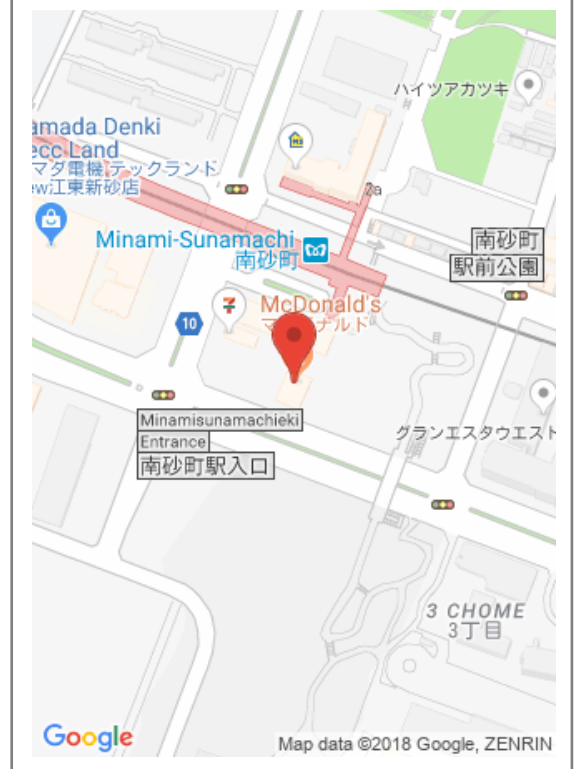 ハイツアカツキ
amada Denki
ecc Land
マダ電機 テックランド
ew江東新砂店
2a
Minami-Sunamachi
南砂町
南砂町
駅前公園
McDonald's
マ ナルド
10
Minamisunamachieki
Entrance
南砂町駅入口
グランエスタウエスト
3 CHOME
3丁目
Google
Map data ©2018 Google, ZENRIN